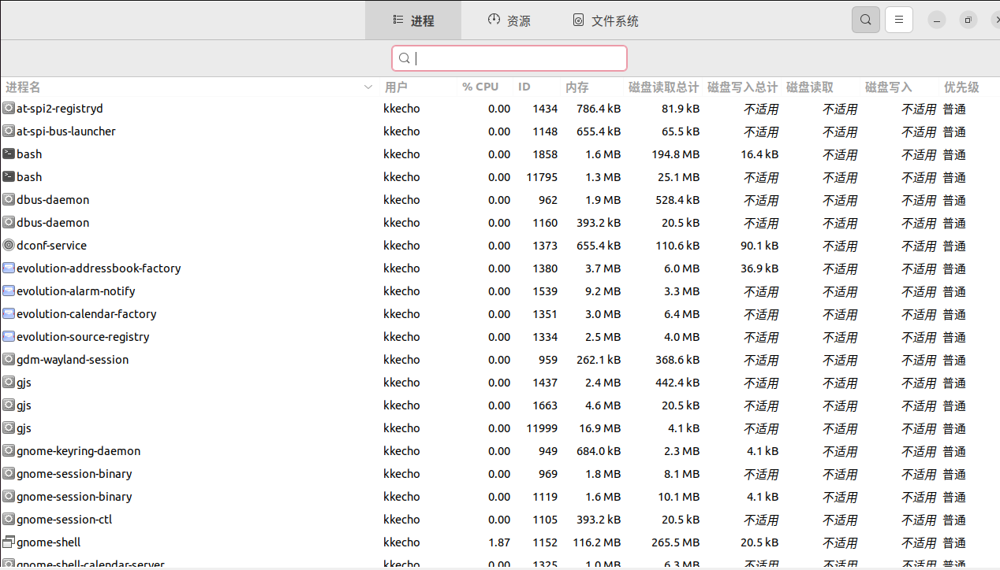 进程 资源 文件系统
进程名 用户 % CPU ID 内存 磁盘读取总计 磁盘写入总计 磁盘读取 磁盘写入 优先级
at-spi2-registryd kkecho 0.00 1434 786.4 kB 81.9 kB 不适用 不适用 不适用 普通
at-spi-bus-launcher kkecho 0.00 1148 655.4 kB 65.5 kB 不适用 不适用 不适用 普通
bash kkecho 0.00 1858 1.6 MB 194.8 MB 16.4 kB 不适用 不适用 普通
bash kkecho 0.00 11795 1.3 MB 25.1 MB 不适用 不适用 不适用 普通
dbus-daemon kkecho 0.00 962 1.9 MB 528.4 kB 不适用 不适用 不适用 普通
dbus-daemon kkecho 0.00 1160 393.2 kB 20.5 kB 不适用 不适用 不适用 普通
dconf-service kkecho 0.00 1373 655.4 kB 110.6 kB 90.1 kB 不适用 不适用 普通
evolution-addressbook-factory kkecho 0.00 1380 3.7 MB 6.0 MB 36.9 kB 不适用 不适用 普通
evolution-alarm-notify kkecho 0.00 1539 9.2 MB 3.3 MB 不适用 不适用 不适用 普通
evolution-calendar-factory kkecho 0.00 1351 3.0 MB 6.4 MB 不适用 不适用 不适用 普通
evolution-source-registry kkecho 0.00 1334 2.5 MB 4.0 MB 不适用 不适用 不适用 普通
gdm-wayland-session kkecho 0.00 959 262.1 kB 368.6 kB 不适用 不适用 不适用 普通
gjs kkecho 0.00 1437 2.4 MB 442.4 kB 不适用 不适用 不适用 普通
gjs kkecho 0.00 1663 4.6 MB 20.5 kB 不适用 不适用 不适用 普通
gjs kkecho 0.00 11999 16.9 MB 4.1 kB 不适用 不适用 不适用 普通
gnome-keyring-daemon kkecho 0.00 949 684.0 kB 2.3 MB 4.1 kB 不适用 不适用 普通
gnome-session-binary kkecho 0.00 969 1.8 MB 8.1 MB 不适用 不适用 不适用 普通
gnome-session-binary kkecho 0.00 1119 1.6 MB 10.1 MB 4.1 kB 不适用 不适用 普通
gnome-session-ctl kkecho 0.00 1105 393.2 kB 20.5 kB 不适用 不适用 不适用 普通
gnome-shell kkecho 1.87 1152 116.2 MB 265.5 MB 20.5 kB 不适用 不适用 普通
gnome-shell-calendar-server kkecho 0.00 1325 1.0 MB 6.3 MB 不适用 不适用 不适用 普通